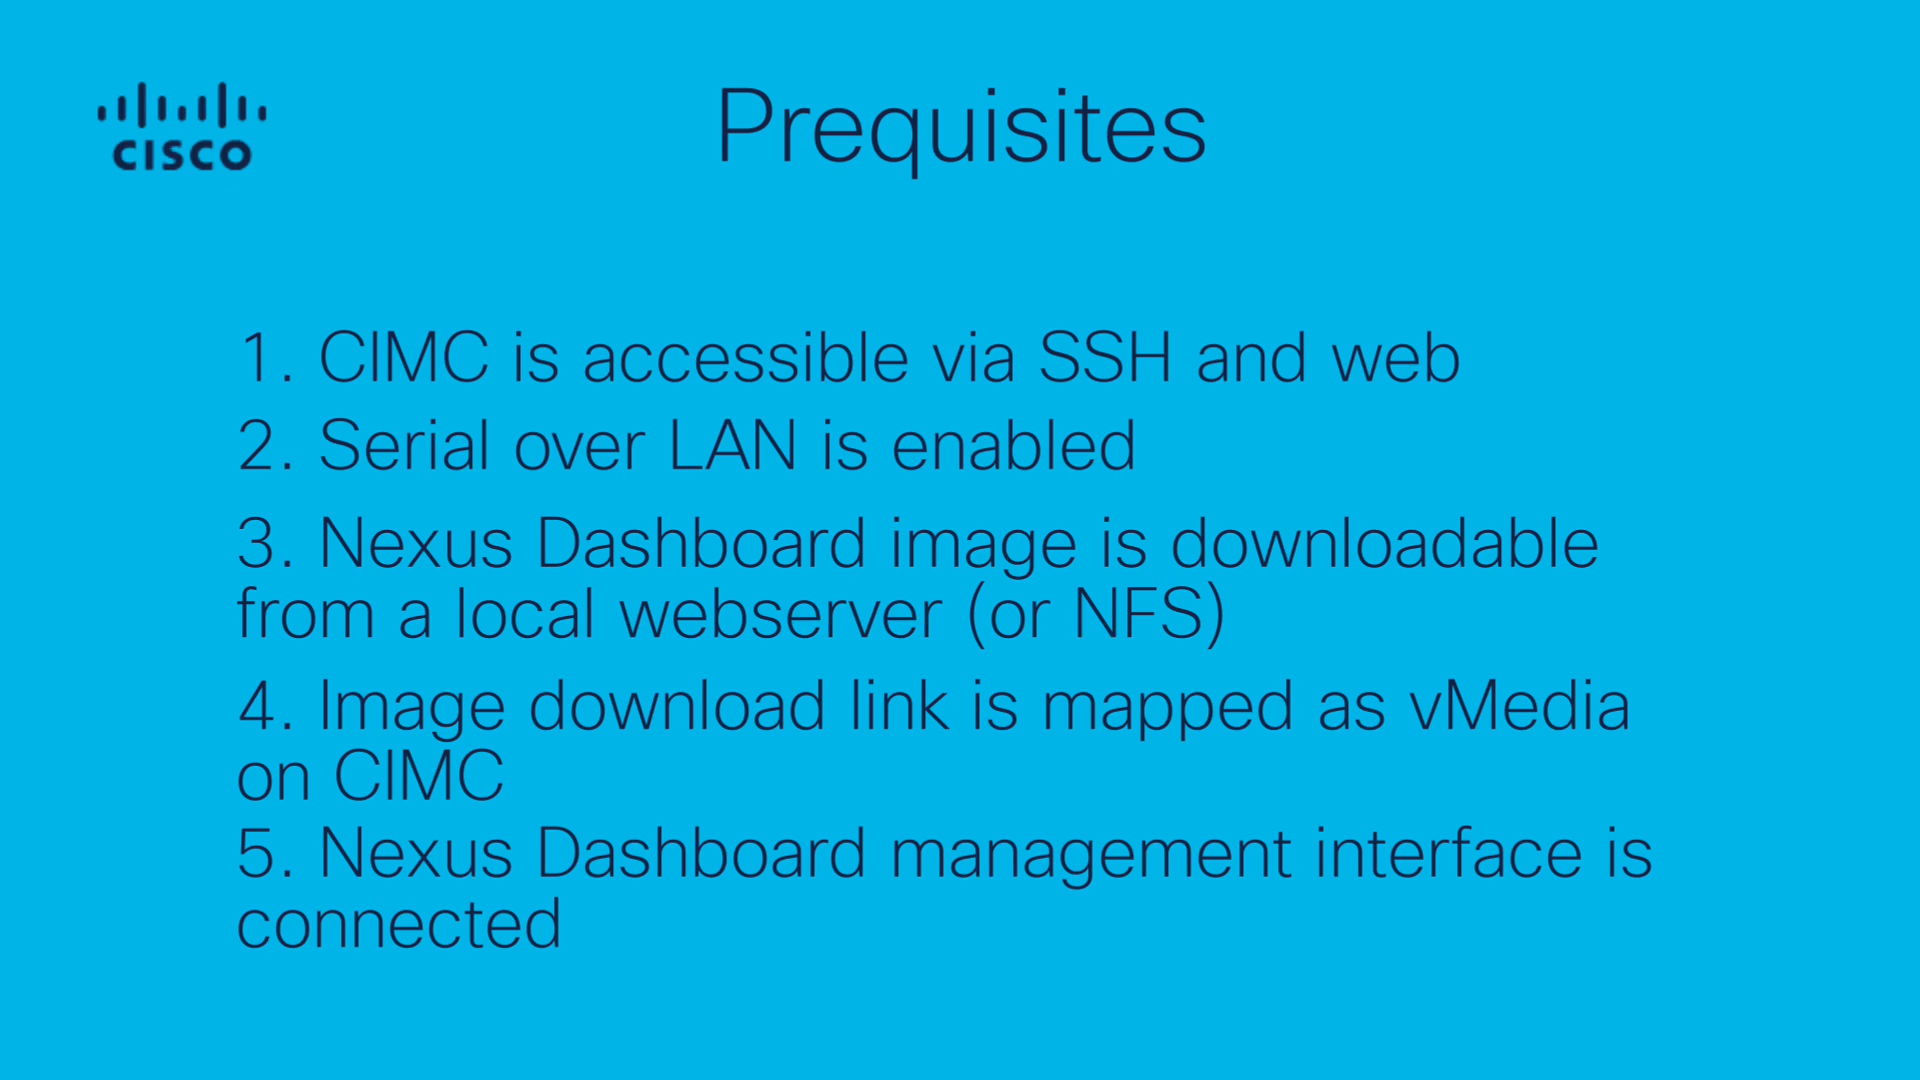 CISCO
Prequisites
1. CIMC is accessible via SSH and web
2. Serial over LAN is enabled
3. Nexus Dashboard image is downloadable
from a local webserver (or NFS)
4. Image download link is mapped as vMedia
on CIMC
5. Nexus Dashboard management interface is
connected